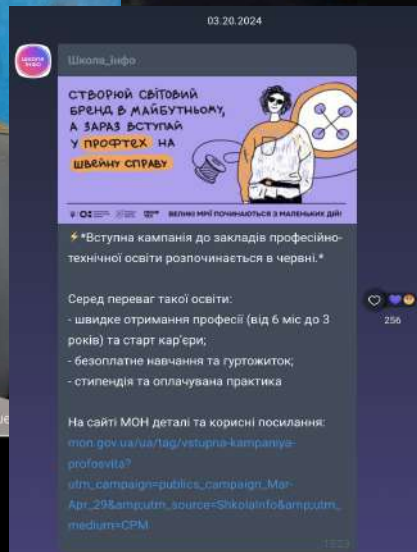 03.20.2024
ШКОЛА
ІНФО
Школа_інфо
СТВОРЮЙ СВІТОВИЙ
БРЕНД В МАЙБУТНЬОМУ,
А ЗАРАЗ ВСТУПАЙ
У ПРОФТЕХ НА
ШВЕЙНУ СПРАВУ
ВЕЛИКІ МРІЇ ПОЧИНАЮТЬСЯ З МАЛЕНЬКИХ ДІЙ!
⚡*Вступна кампанія до закладів професійно-
технічної освіти розпочинається в червні.*
Серед переваг такої освіти:
- швидке отримання професії (від 6 міс до 3
років) та старт кар'єри;
- безоплатне навчання та гуртожиток;
- стипендія та оплачувана практика
256
На сайті МОН деталі та корисні посилання:
mon.gov.ua/ua/tag/vstupna-kampaniya-
profosvita?
utm_campaign=publics_campaign_Mar-
Apr_29&amp;utm_source=ShkolaInfo&amp;utm_
medium=CPM